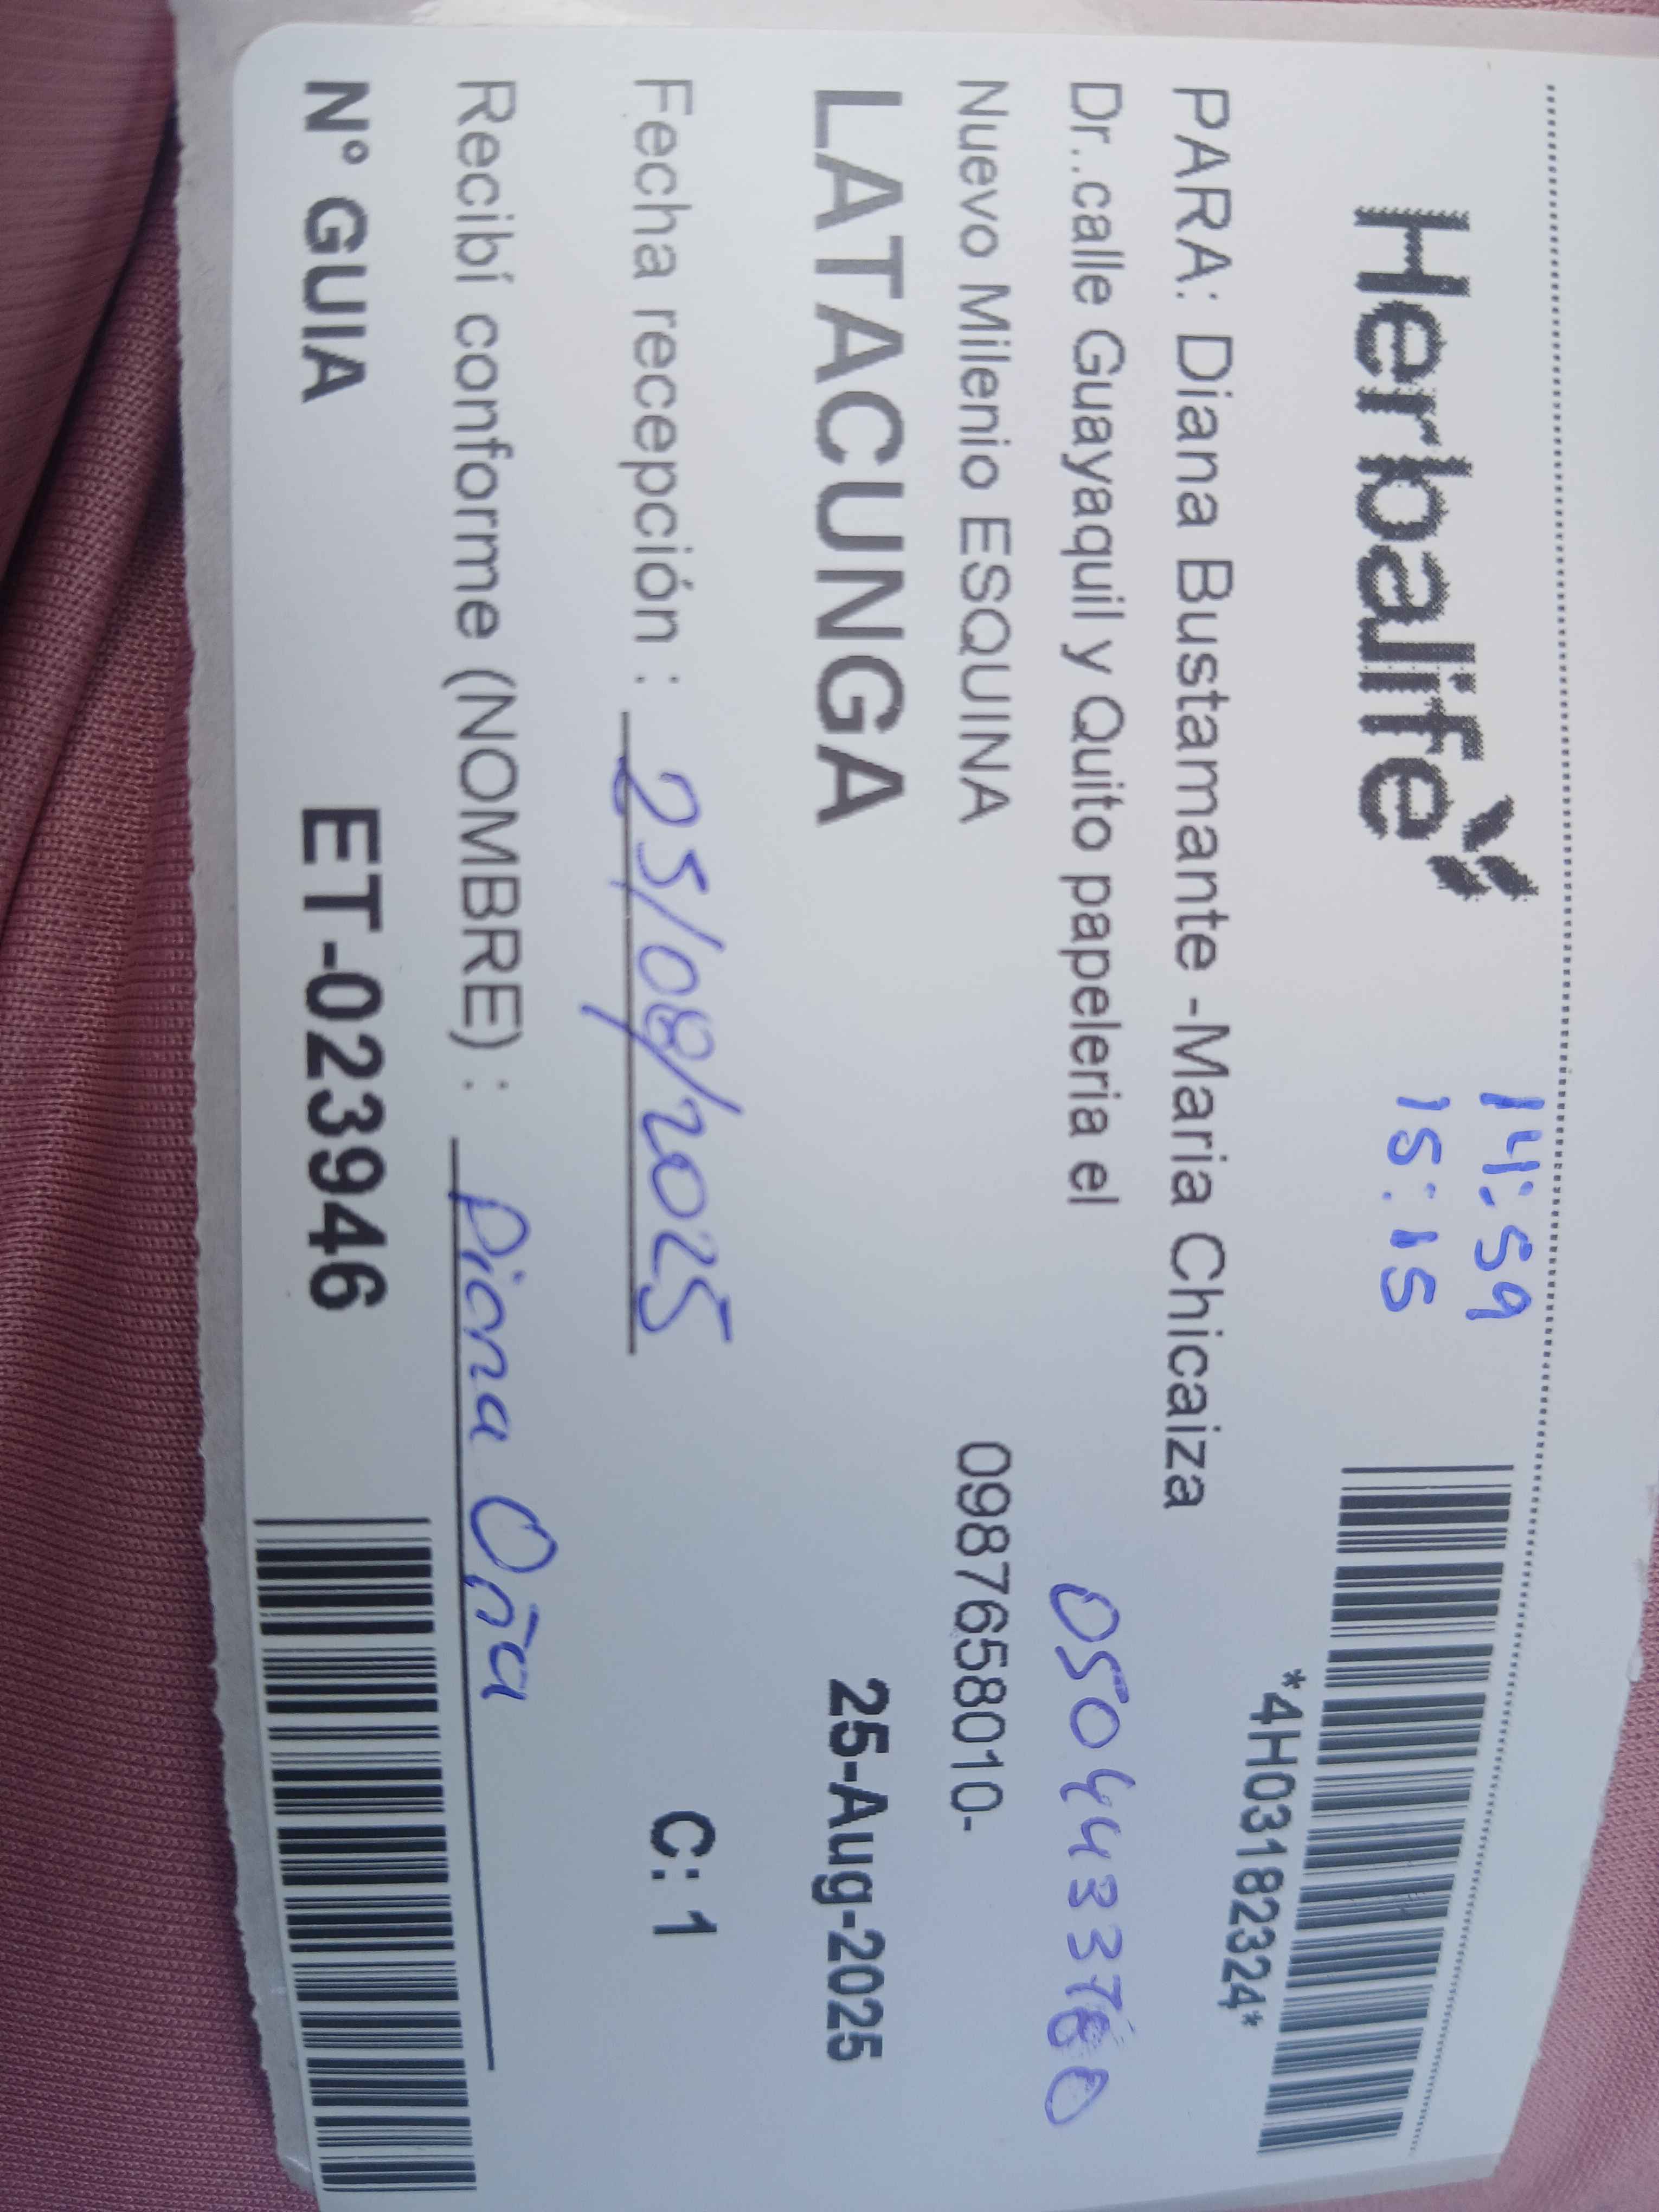 Herbalife
14:59
15:15
*4H03182324*
PARA: Diana Bustamante -Maria Chicaiza
Dr..calle Guayaquil y Quito papeleria el
Nuevo Milenio ESQUINA 0987658010-
LATACUNGA 25-Aug-2025
Fecha recepción : 25/08/2025 C: 1
Recibí conforme (NOMBRE) : Diana Oña
N° GUIA ET-023946